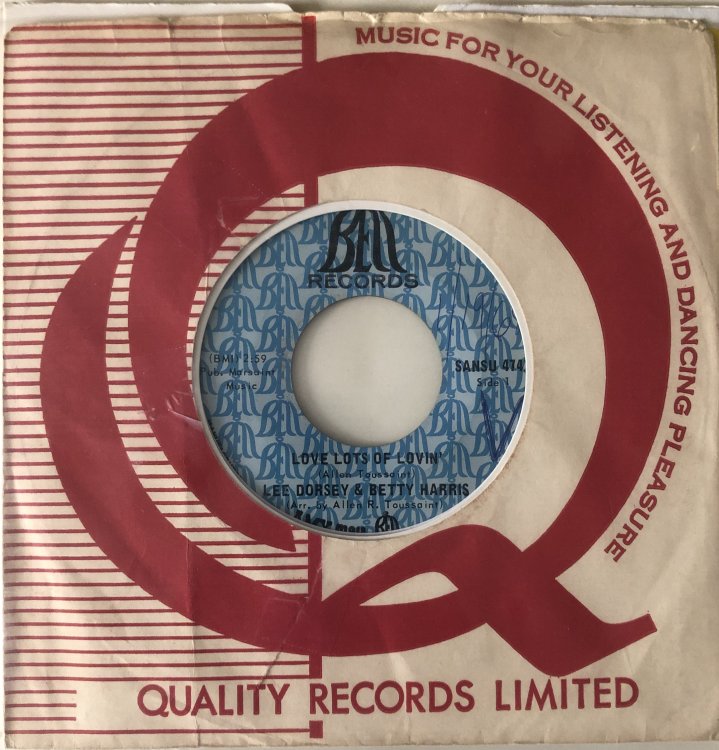 MUSIC FOR YOUR LISTENING AND DANCING PLEASURE
BELL
RECORDS
(BMI) 2:59
Pub. Marsaint
Music
SANSU 474
Side 1
LOVE LOTS OF LOVIN'
(Allen Toussaint)
LEE DORSEY & BETTY HARRIS
(Arr. by Allen R. Toussaint)
QUALITY RECORDS LIMITED